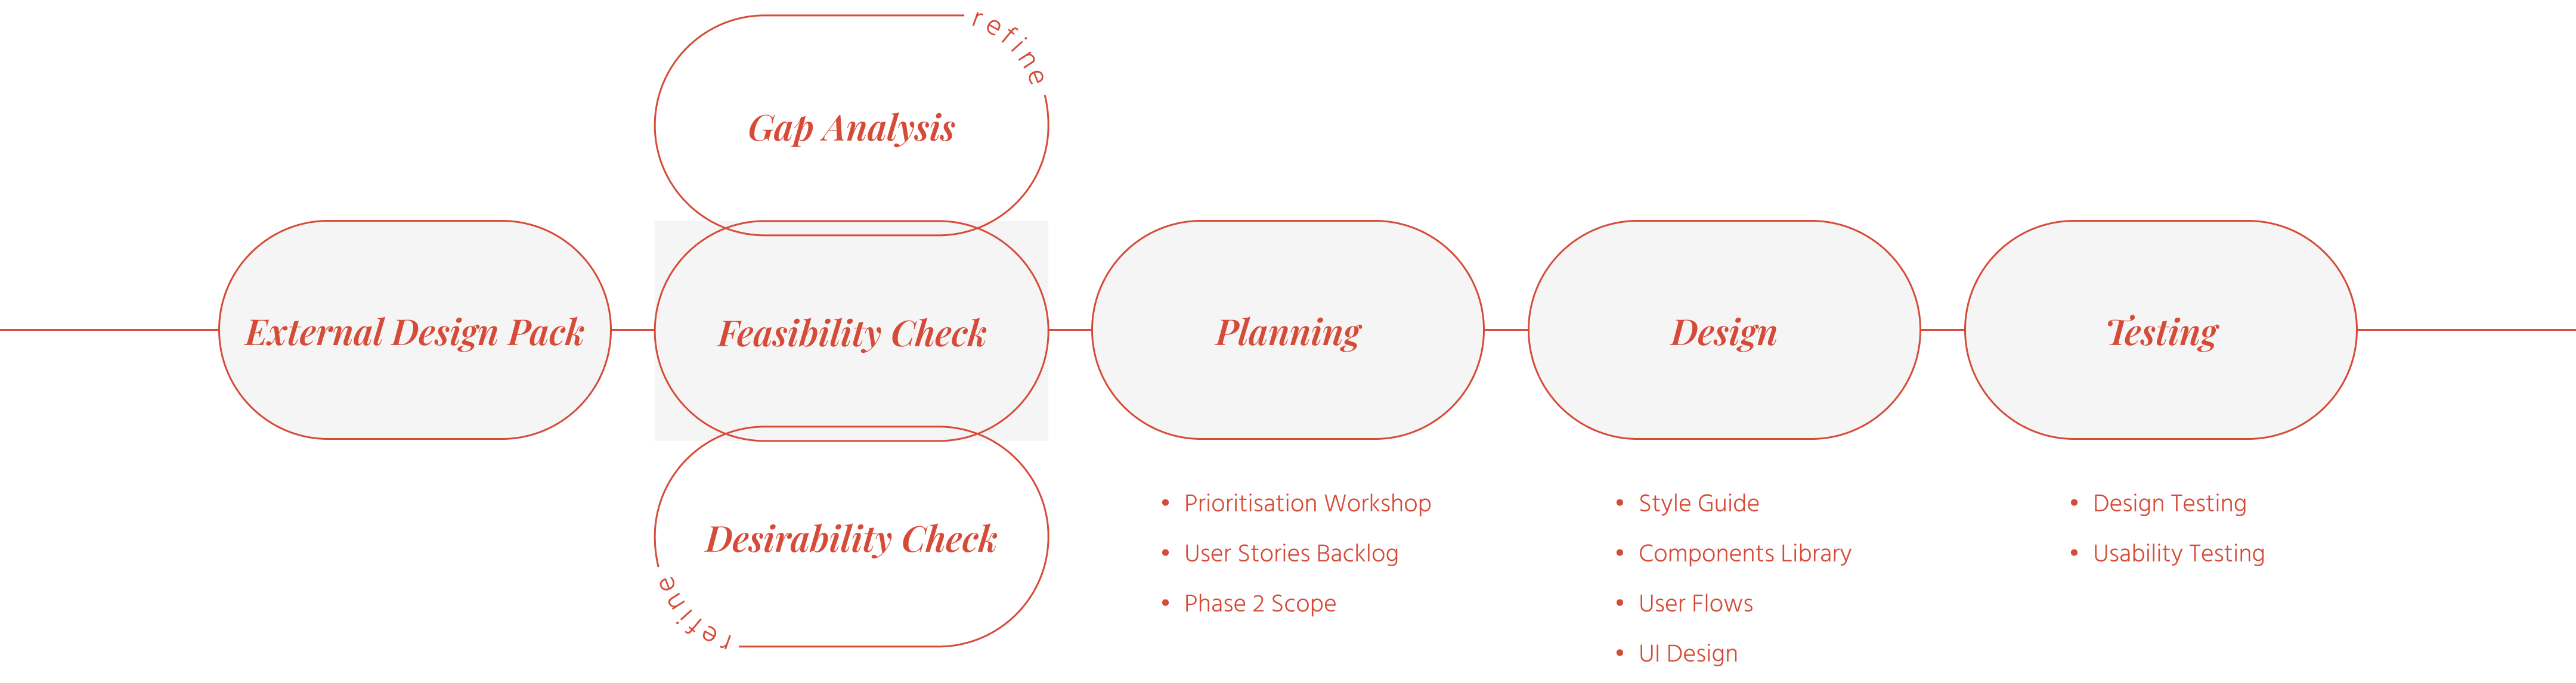 refine
Gap Analysis
External Design Pack
Feasibility Check
Planning
Design
Testing
Desirability Check
refine
• Prioritisation Workshop
• User Stories Backlog
• Phase 2 Scope
• Style Guide
• Components Library
• User Flows
• UI Design
• Design Testing
• Usability Testing